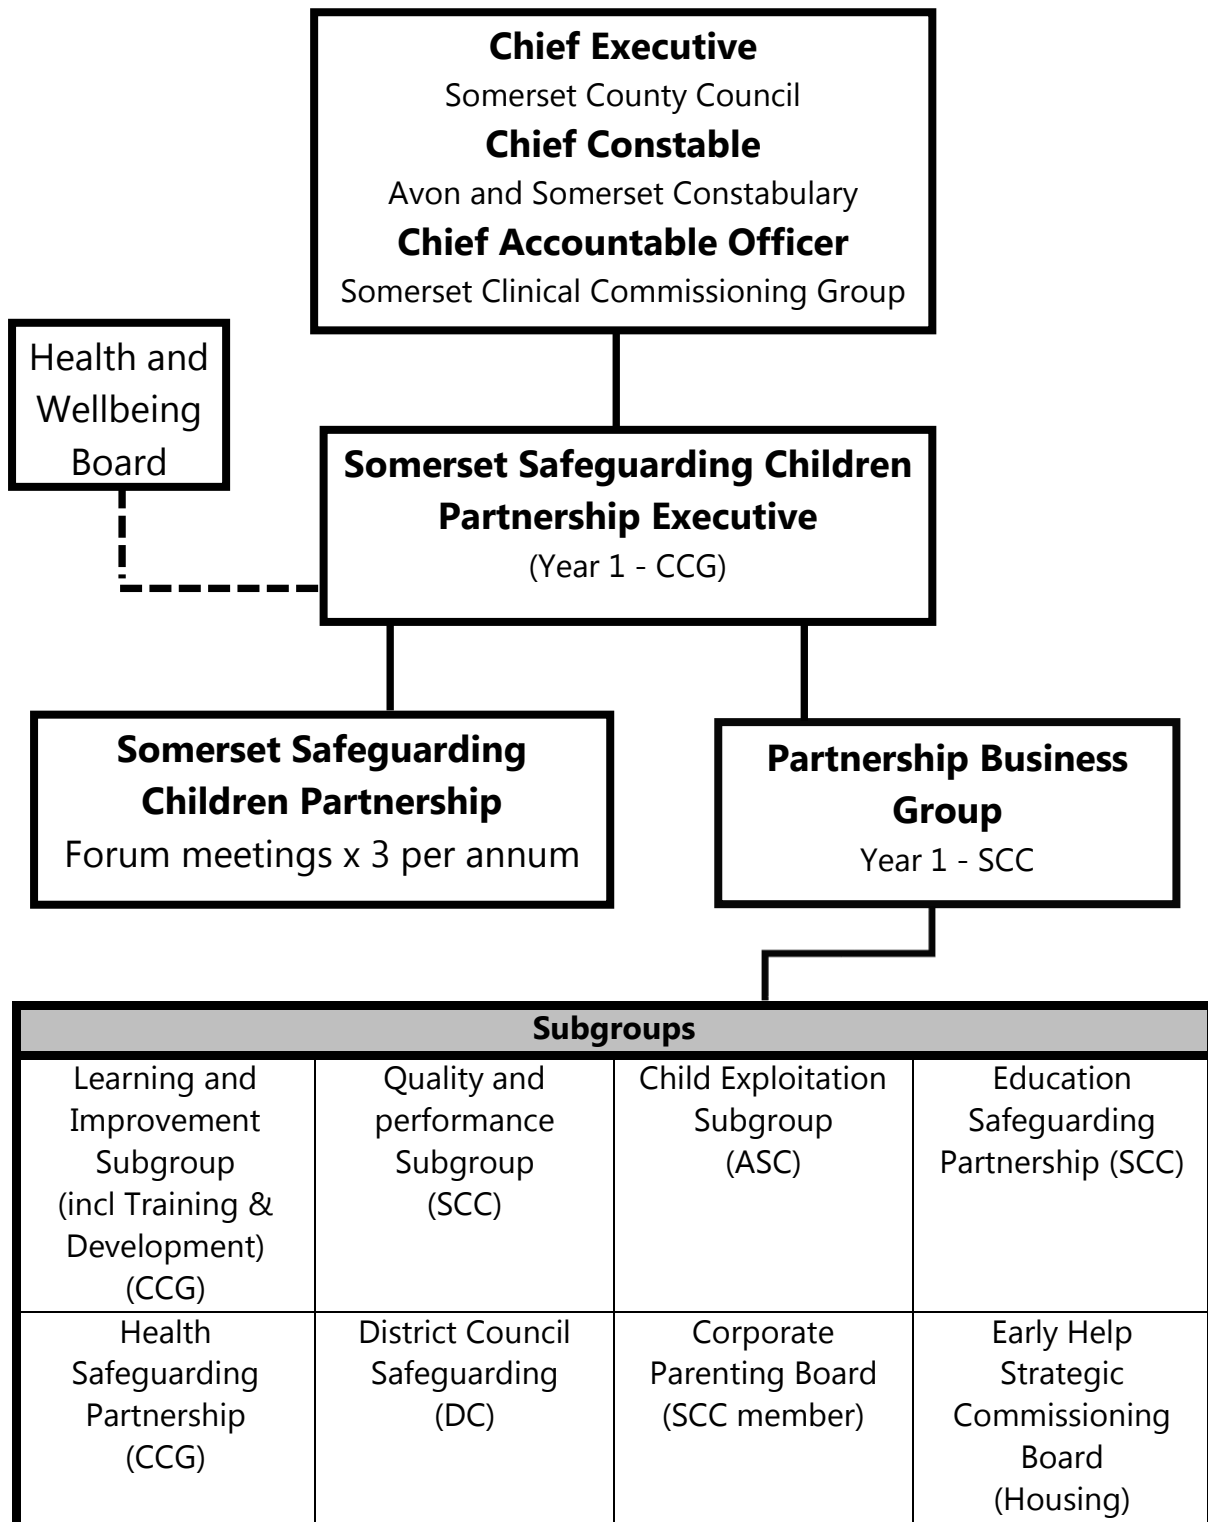 Chief Executive
Somerset County Council
Chief Constable
Avon and Somerset Constabulary
Chief Accountable Officer
Somerset Clinical Commissioning Group
Health and
Wellbeing
Board
Somerset Safeguarding Children
Partnership Executive
(Year 1 - CCG)
Somerset Safeguarding
Children Partnership
Forum meetings x 3 per annum
Partnership Business
Group
Year 1 - SCC
Subgroups
Learning and
Improvement
Subgroup
(incl Training &
Development)
(CCG)
Quality and
performance
Subgroup
(SCC)
Child Exploitation
Subgroup
(ASC)
Education
Safeguarding
Partnership (SCC)
Health
Safeguarding
Partnership
(CCG)
District Council
Safeguarding
(DC)
Corporate
Parenting Board
(SCC member)
Early Help
Strategic
Commissioning
Board
(Housing)